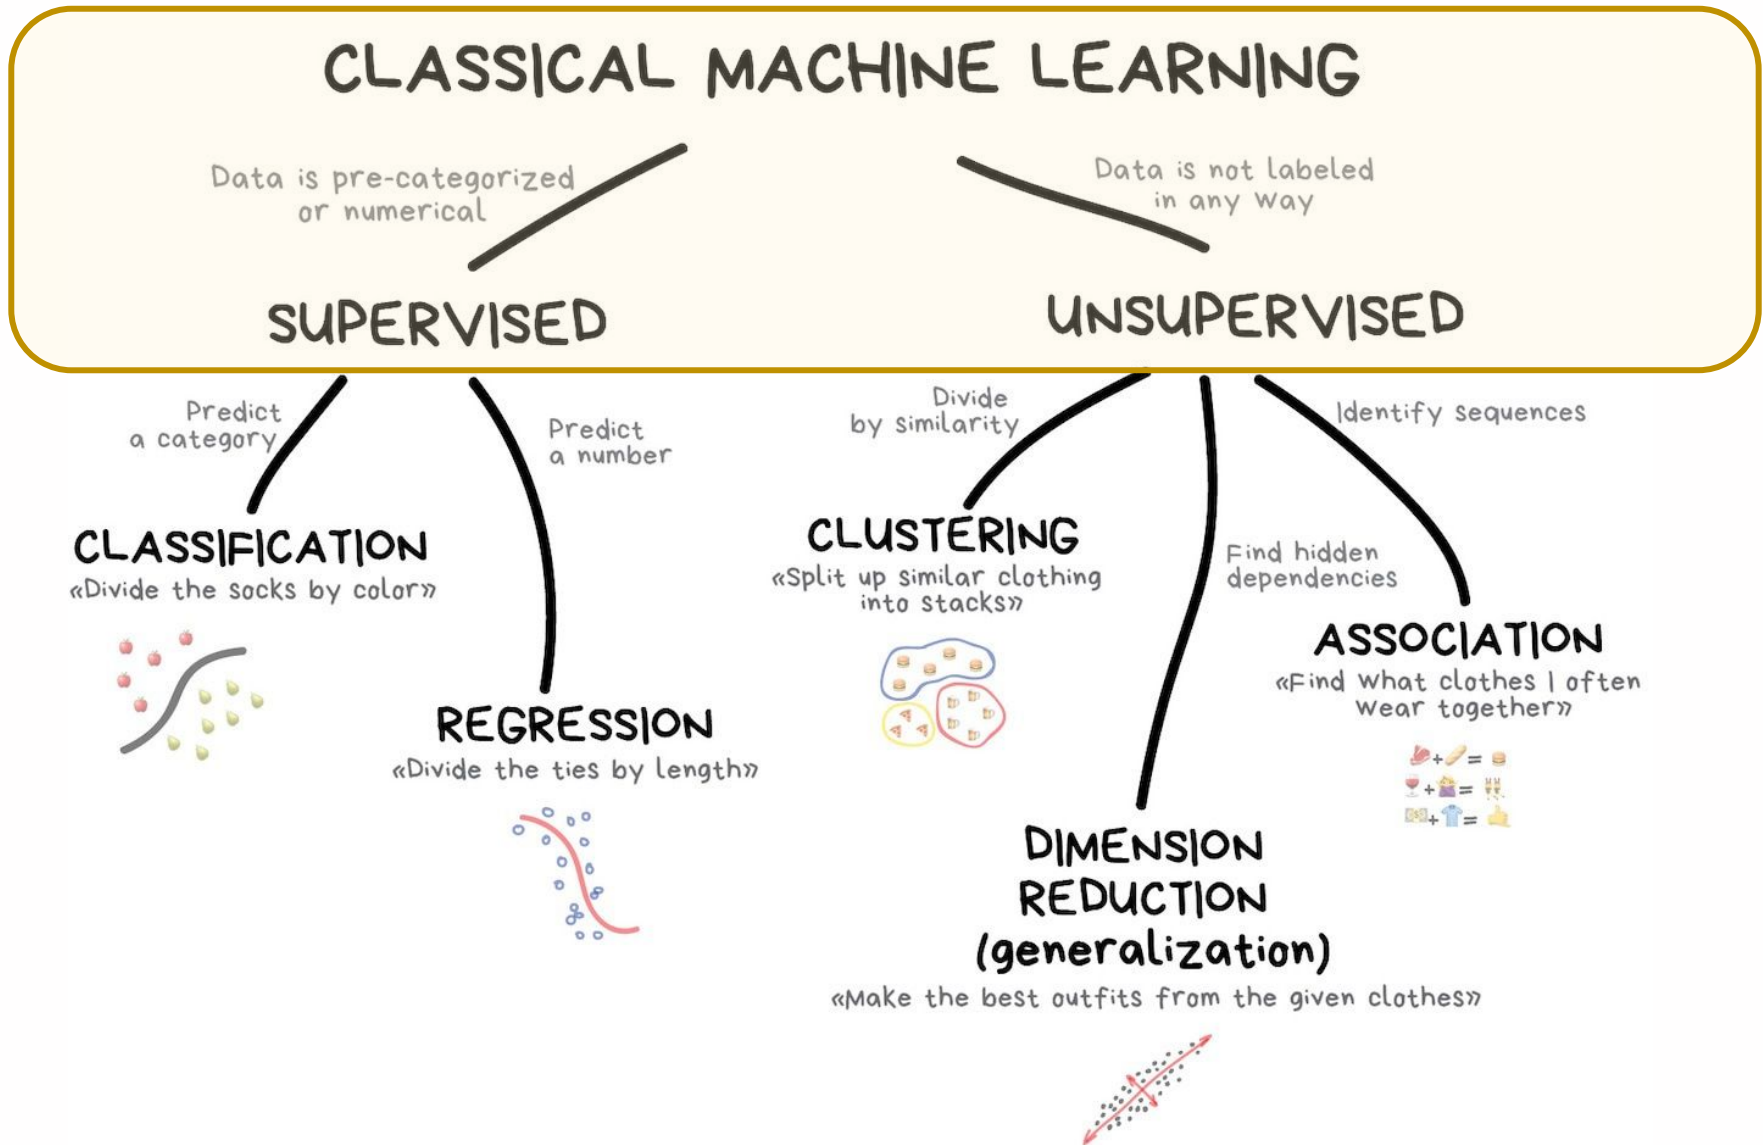 CLASSICAL MACHINE LEARNING
Data is pre-categorized
or numerical
Data is not labeled
in any way
SUPERVISED
UNSUPERVISED
Predict
a category
Predict
a number
Divide
by similarity
Identify sequences
CLASSIFICATION
«Divide the socks by color»
CLUSTERING
«Split up similar clothing
into stacks»
Find hidden
dependencies
ASSOCIATION
«Find what clothes I often
wear together»
REGRESSION
«Divide the ties by length»
+ =
+ =
+ =
DIMENSION
REDUCTION
(generalization)
«Make the best outfits from the given clothes»